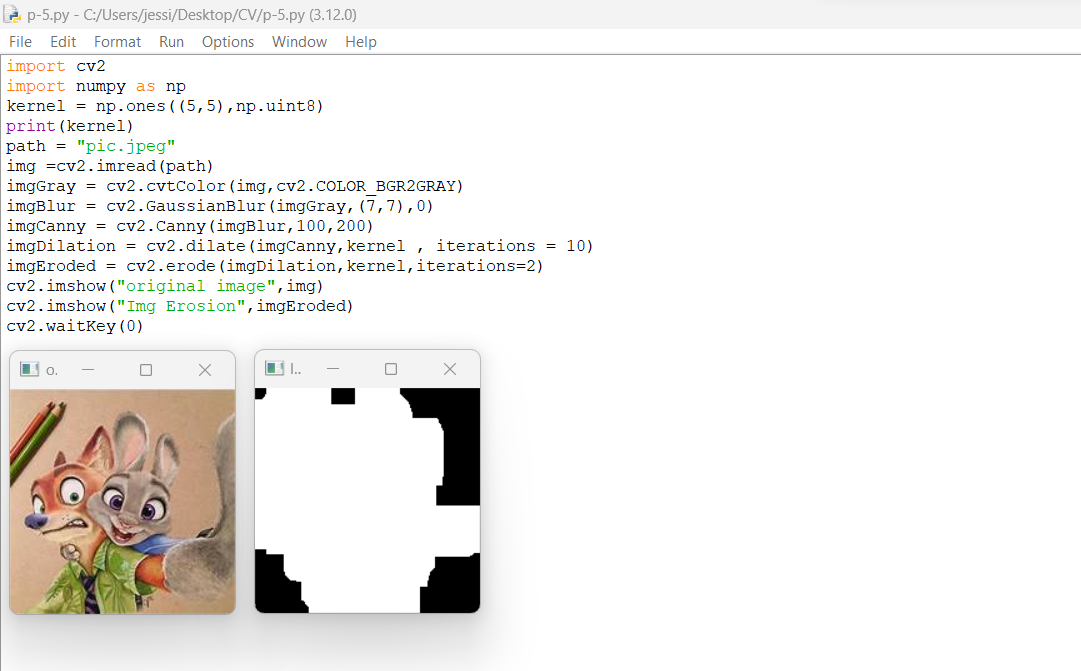 p-5.py - C:/Users/jessi/Desktop/CV/p-5.py (3.12.0)
File Edit Format Run Options Window Help
import cv2
import numpy as np
kernel = np.ones((5,5),np.uint8)
print(kernel)
path = "pic.jpeg"
img =cv2.imread(path)
imgGray = cv2.cvtColor(img,cv2.COLOR_BGR2GRAY)
imgBlur = cv2.GaussianBlur(imgGray,(7,7),0)
imgCanny = cv2.Canny(imgBlur,100,200)
imgDilation = cv2.dilate(imgCanny,kernel , iterations = 10)
imgEroded = cv2.erode(imgDilation,kernel,iterations=2)
cv2.imshow("original image",img)
cv2.imshow("Img Erosion",imgEroded)
cv2.waitKey(0)
o.
I..